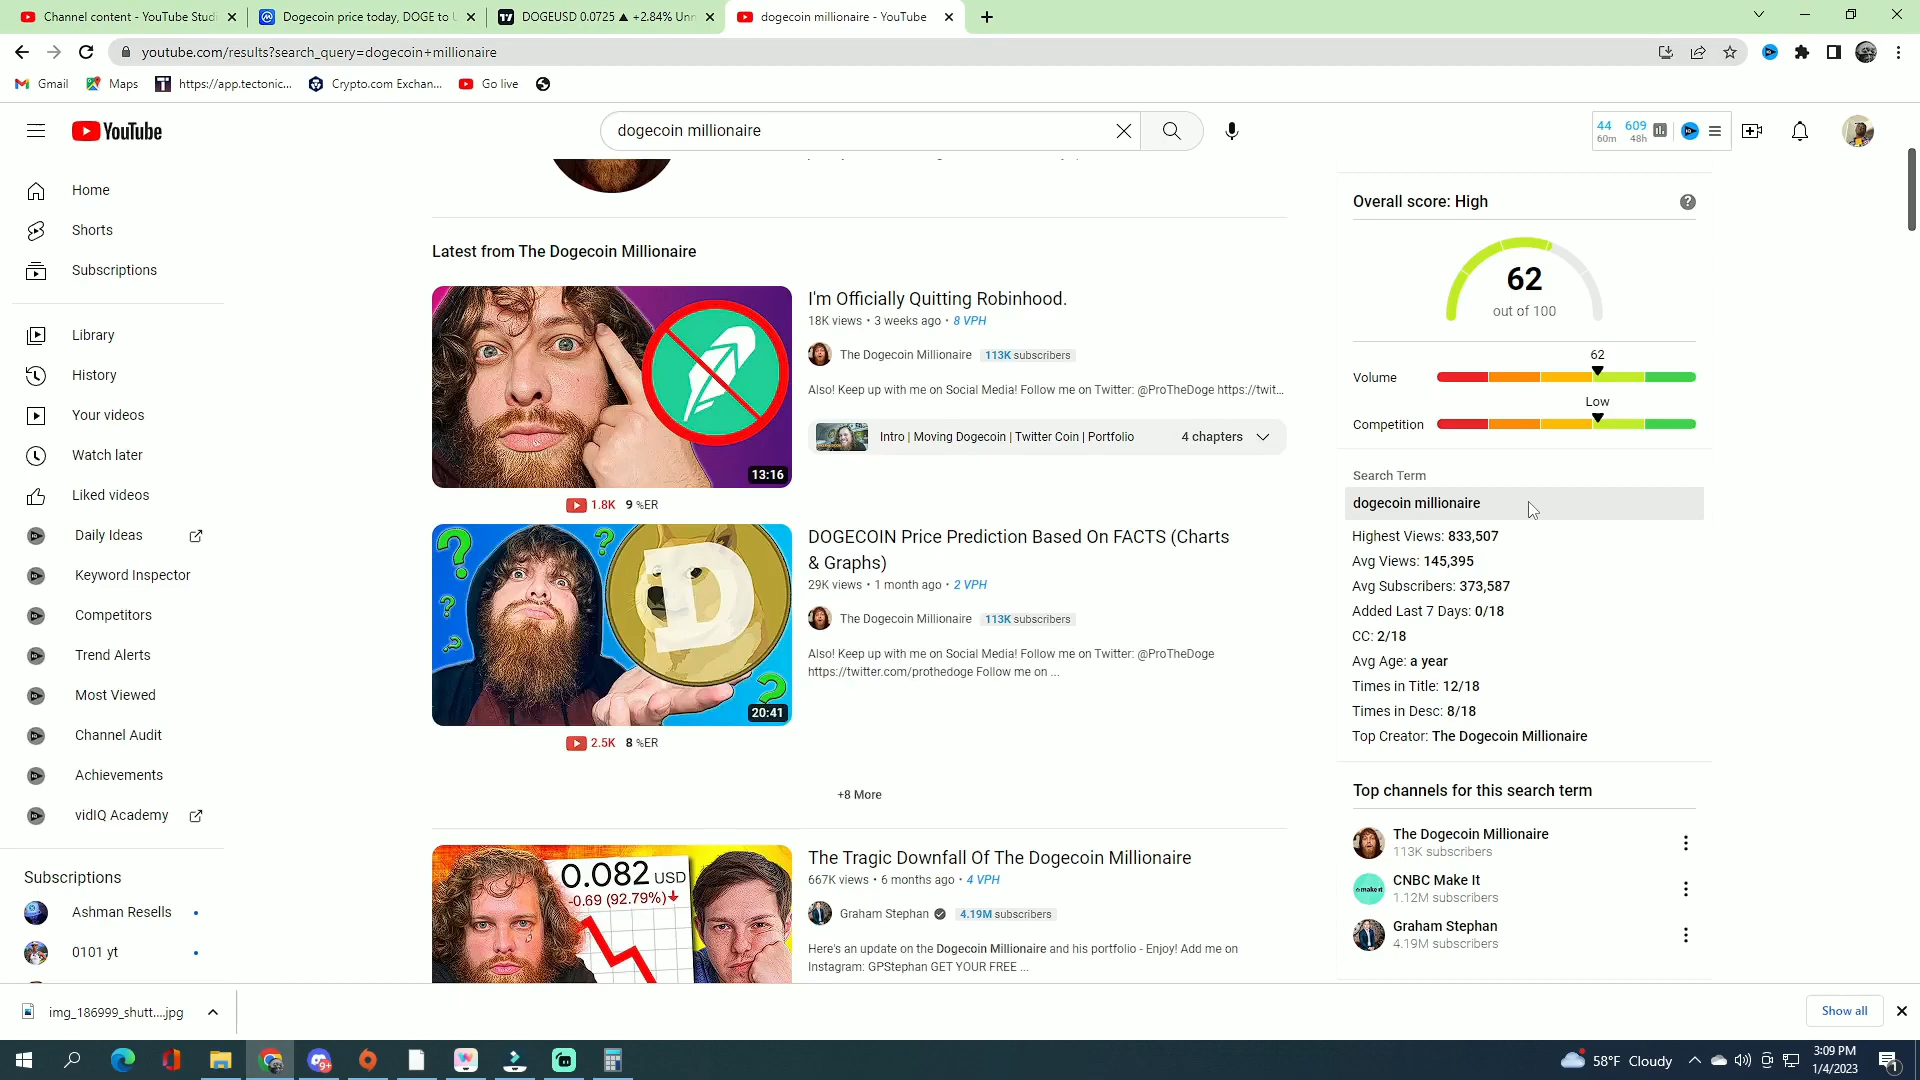 Channel content - YouTube Studi
Dogecoin price today, DOGE to U
DOGEUSD 0.0725 ▲ +2.84% Unn
dogecoin millionaire - YouTube
youtube.com/results?search_query=dogecoin+millionaire
Gmail
Maps
https://app.tectonic...
Crypto.com Exchan...
Go live
YouTube
dogecoin millionaire
44 609
60m 48h
Home
Shorts
Subscriptions
Library
History
Your videos
Watch later
Liked videos
Daily Ideas
Keyword Inspector
Competitors
Trend Alerts
Most Viewed
Channel Audit
Achievements
vidIQ Academy
Subscriptions
Ashman Resells
0101 yt
Latest from The Dogecoin Millionaire
13:16
I'm Officially Quitting Robinhood.
18K views • 3 weeks ago • 8 VPH
The Dogecoin Millionaire 113K subscribers
Also! Keep up with me on Social Media! Follow me on Twitter: @ProTheDoge https://twit...
Intro | Moving Dogecoin | Twitter Coin | Portfolio 4 chapters
1.8K 9 %ER
20:41
DOGECOIN Price Prediction Based On FACTS (Charts
& Graphs)
29K views • 1 month ago • 2 VPH
The Dogecoin Millionaire 113K subscribers
Also! Keep up with me on Social Media! Follow me on Twitter: @ProTheDoge
https://twitter.com/prothedoge Follow me on ...
2.5K 8 %ER
+8 More
0.082 USD
-0.69 (92.79%)
The Tragic Downfall Of The Dogecoin Millionaire
667K views • 6 months ago • 4 VPH
Graham Stephan 4.19M subscribers
Here's an update on the Dogecoin Millionaire and his portfolio - Enjoy! Add me on
Instagram: GPStephan GET YOUR FREE ...
Overall score: High
62
out of 100
62
Volume
Low
Competition
Search Term
dogecoin millionaire
Highest Views: 833,507
Avg Views: 145,395
Avg Subscribers: 373,587
Added Last 7 Days: 0/18
CC: 2/18
Avg Age: a year
Times in Title: 12/18
Times in Desc: 8/18
Top Creator: The Dogecoin Millionaire
Top channels for this search term
The Dogecoin Millionaire
113K subscribers
CNBC Make It
1.12M subscribers
Graham Stephan
4.19M subscribers
img_186999_shutt....jpg
Show all
58°F Cloudy
3:09 PM
1/4/2023